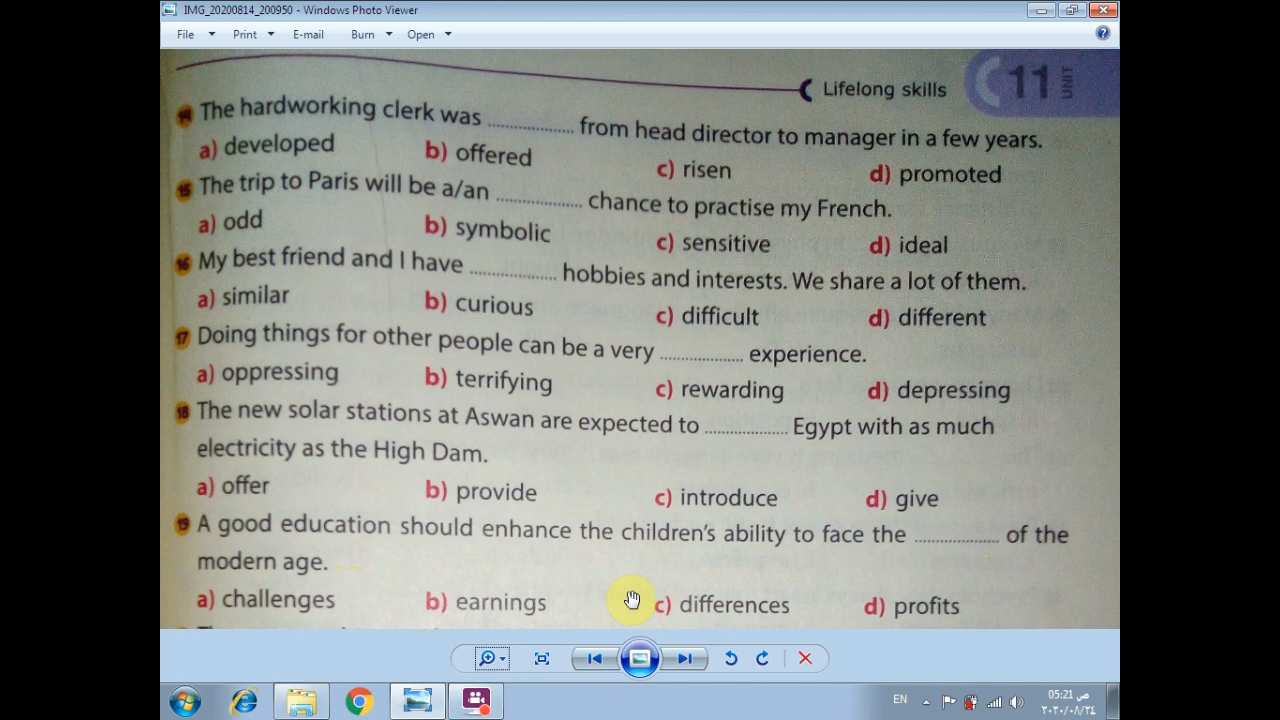 IMG_20200814_200950 - Windows Photo Viewer
File Print E-mail Burn Open
Lifelong skills 11 UNIT
14 The hardworking clerk was ............ from head director to manager in a few years.
a) developed b) offered c) risen d) promoted
15 The trip to Paris will be a/an ............ chance to practise my French.
a) odd b) symbolic c) sensitive d) ideal
16 My best friend and I have ............ hobbies and interests. We share a lot of them.
a) similar b) curious c) difficult d) different
17 Doing things for other people can be a very ............ experience.
a) oppressing b) terrifying c) rewarding d) depressing
18 The new solar stations at Aswan are expected to ............ Egypt with as much
electricity as the High Dam.
a) offer b) provide c) introduce d) give
19 A good education should enhance the children's ability to face the ............ of the
modern age.
a) challenges b) earnings c) differences d) profits
EN
05:21 ص
٢٠٢٠/٠٨/٢٤